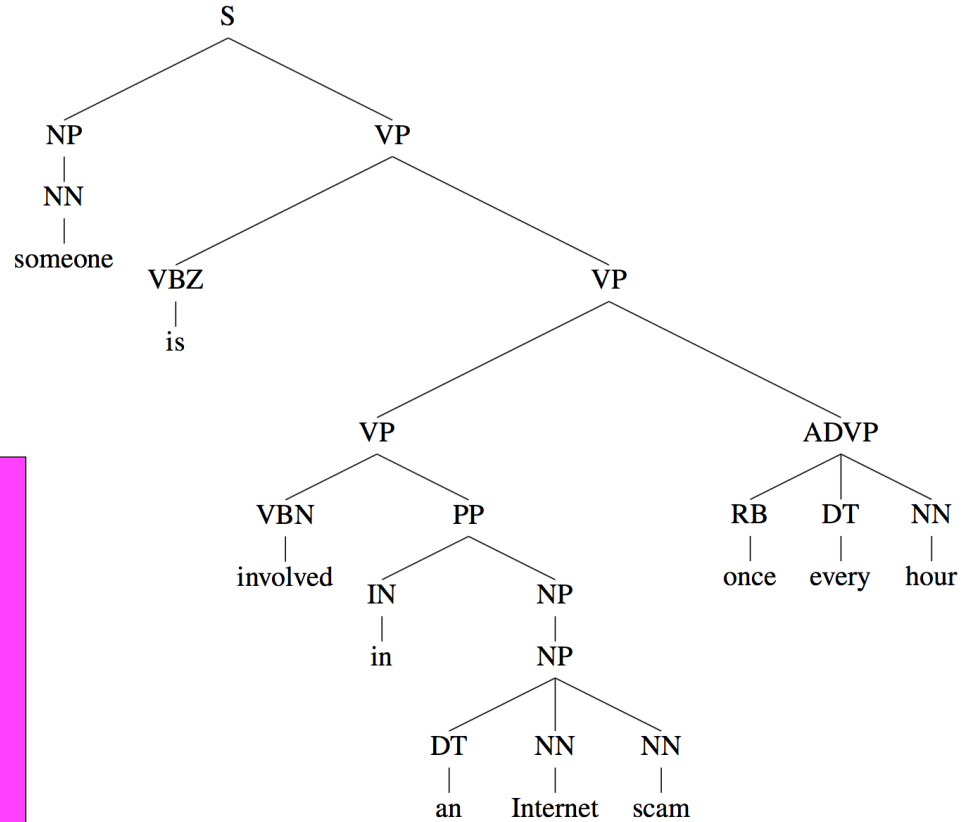 S
NP VP
NN
someone
VBZ VP
is
VP ADVP
VBN PP RB DT NN
involved once every hour
IN NP
in NP
DT NN NN
an Internet scam